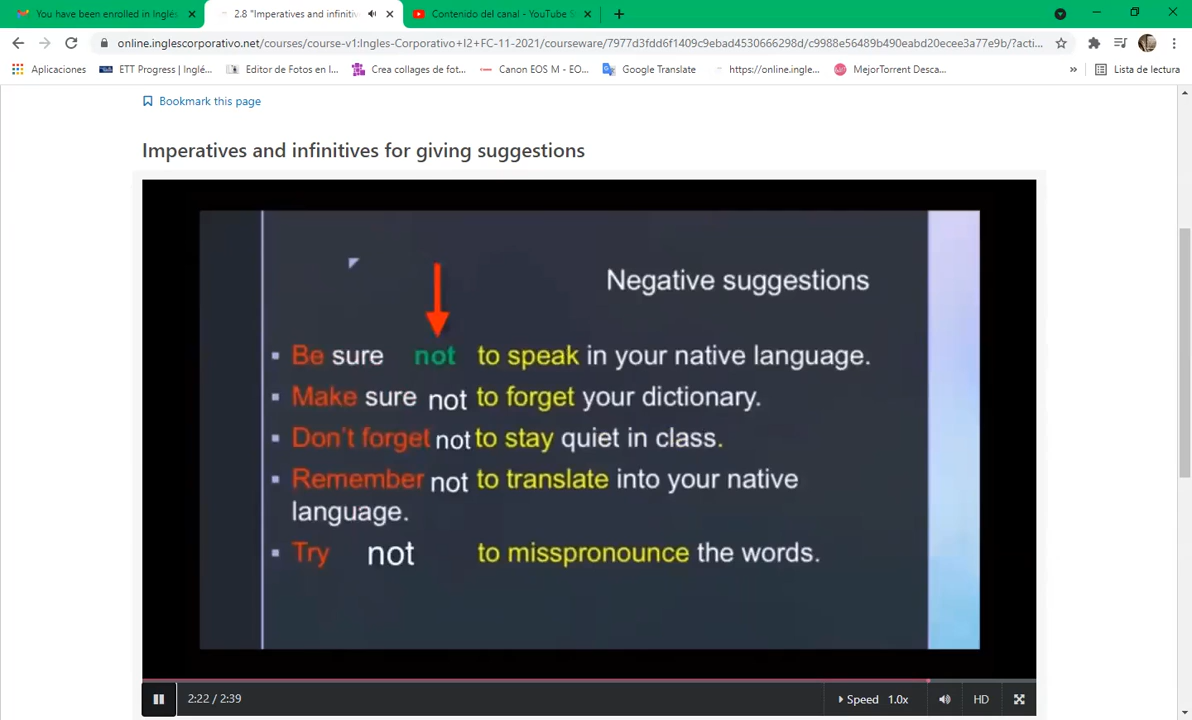 You have been enrolled in Inglés
2.8 "Imperatives and infinitiv
Contenido del canal - YouTube S
online.inglescorporativo.net/courses/course-v1:Ingles-Corporativo+I2+FC-11-2021/courseware/7977d3fdd6f1409c9ebad4530666298d/c9988e56489b490eabd20ecee3a77e9b/?acti...
Aplicaciones
ETT Progress | Inglé...
Editor de Fotos en l...
Crea collages de fot...
Canon EOS M - EO...
Google Translate
https://online.ingle...
MejorTorrent Desca...
»
Lista de lectura
Bookmark this page
Imperatives and infinitives for giving suggestions
Negative suggestions
▪ Be sure not to speak in your native language.
▪ Make sure not to forget your dictionary.
▪ Don't forget not to stay quiet in class.
▪ Remember not to translate into your native
language.
▪ Try not to misspronounce the words.
2:22 / 2:39
Speed 1.0x
HD